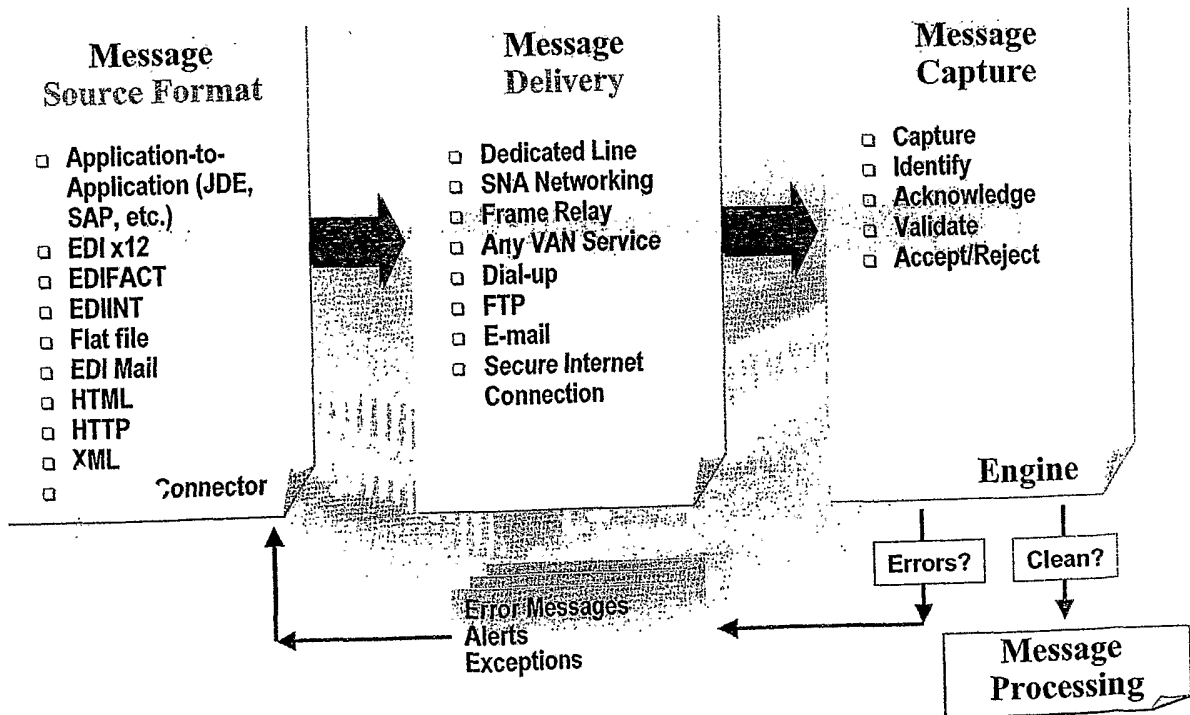 Message
Source Format
Application-to-
Application (JDE,
SAP, etc.)
EDI x12
EDIFACT
EDIINT
Flat file
EDI Mail
HTML
HTTP
XML
Connector
Message
Delivery
Dedicated Line
SNA Networking
Frame Relay
Any VAN Service
Dial-up
FTP
E-mail
Secure Internet
Connection
Message
Capture
Capture
Identify
Acknowledge
Validate
Accept/Reject
Engine
Errors?
Clean?
Error Messages
Alerts
Exceptions
Message
Processing